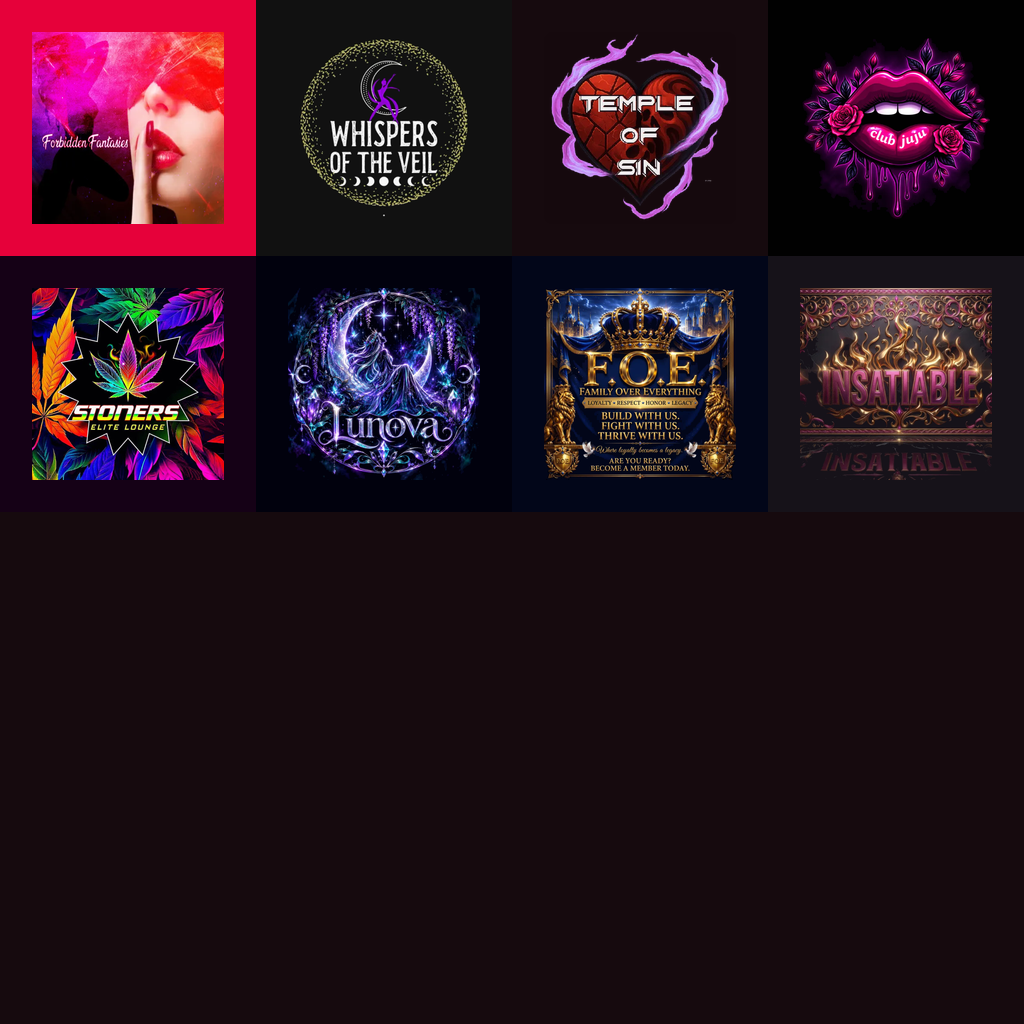 Forbidden Fantasies
WHISPERS
OF THE VEIL
TEMPLE
OF
SIN
club juju
STONERS
ELITE LOUNGE
Lunova
F.O.E.
FAMILY OVER EVERYTHING
LOYALTY • RESPECT • HONOR • LEGACY
BUILD WITH US.
FIGHT WITH US.
THRIVE WITH US.
Where loyalty becomes a legacy.
ARE YOU READY?
BECOME A MEMBER TODAY.
INSATIABLE
INSATIABLE